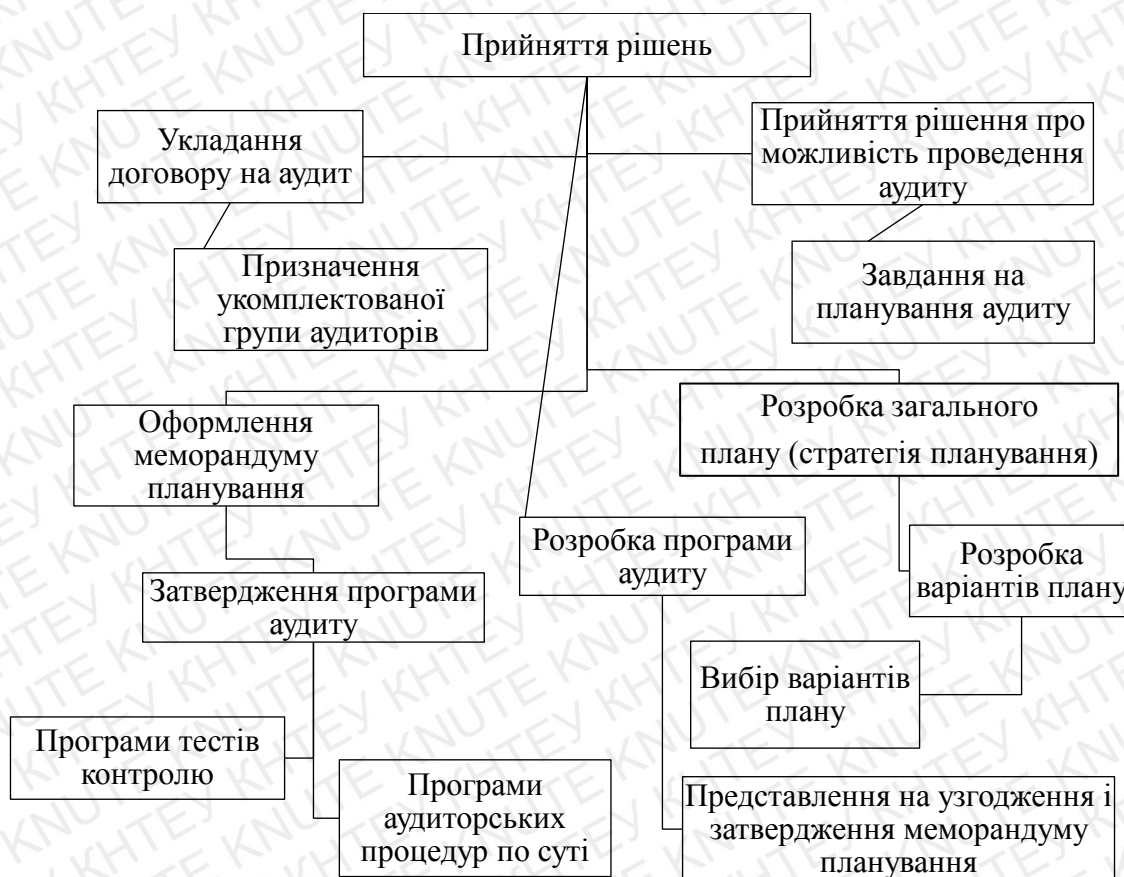 Прийняття рішень
Укладання
договору на аудит
Прийняття рішення про
можливість проведення
аудиту
Призначення
укомплектованої
групи аудиторів
Завдання на
планування аудиту
Оформлення
меморандуму
планування
Розробка загального
плану (стратегія планування)
Розробка програми
аудиту
Розробка
варіантів плану
Затвердження програми
аудиту
Вибір варіантів
плану
Програми тестів
контролю
Програми
аудиторських
процедур по суті
Представлення на узгодження і
затвердження меморандуму
планування